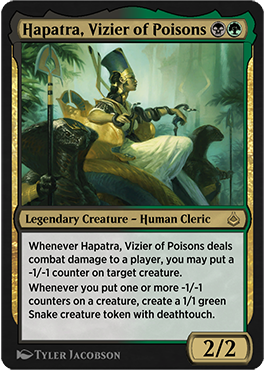 Hapatra, Vizier of Poisons
Legendary Creature – Human Cleric
Whenever Hapatra, Vizier of Poisons deals
combat damage to a player, you may put a
-1/-1 counter on target creature.
Whenever you put one or more -1/-1
counters on a creature, create a 1/1 green
Snake creature token with deathtouch.
2/2
Tyler Jacobson